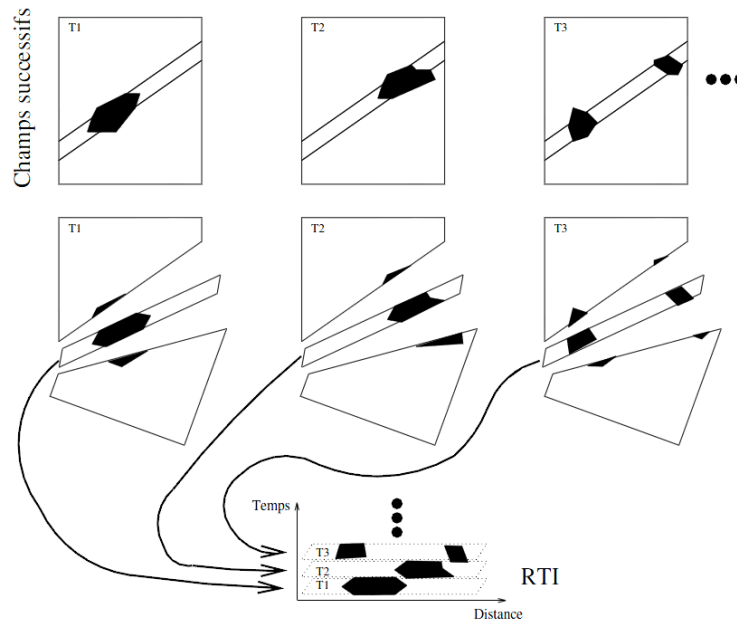 Champs successifs
T1
T2
T3
T1
T2
T3
Temps
T3
T2
T1
RTI
Distance